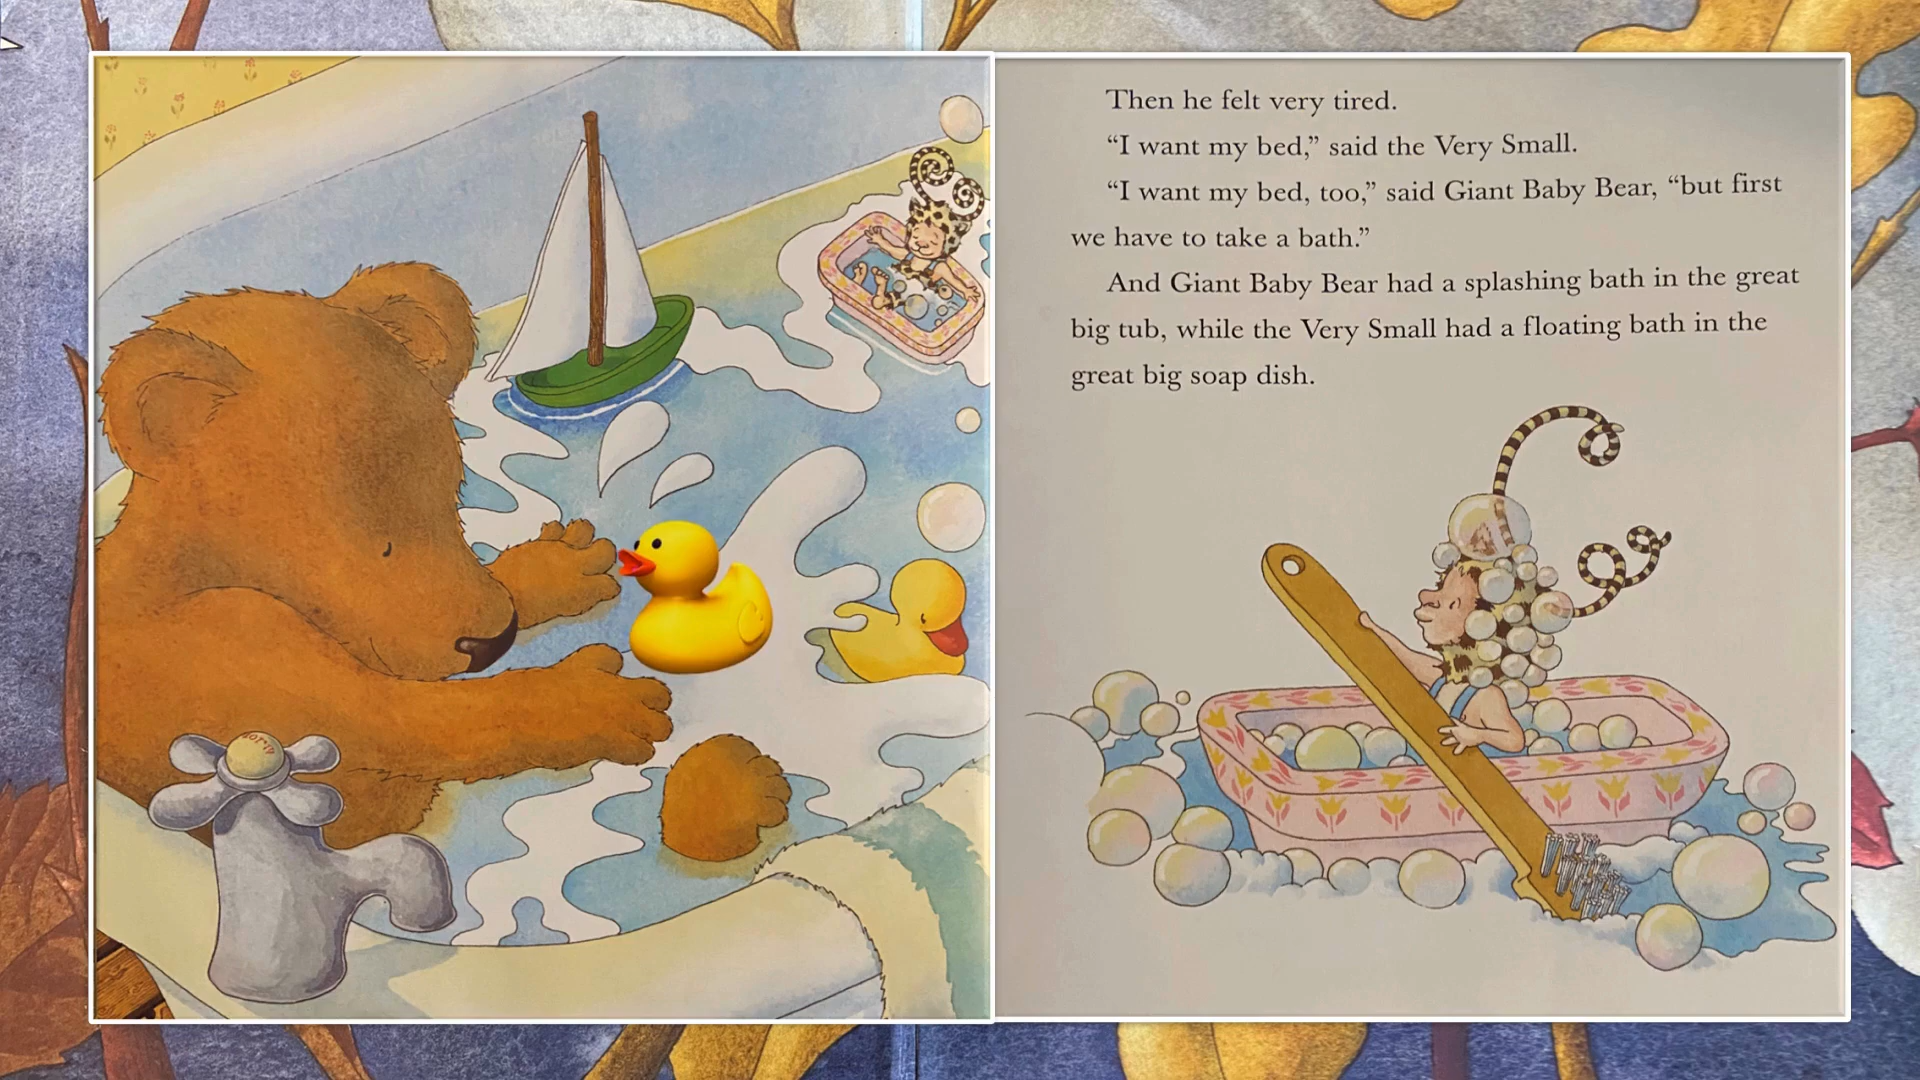 Then he felt very tired.
“I want my bed,” said the Very Small.
“I want my bed, too,” said Giant Baby Bear, “but first
we have to take a bath.”
And Giant Baby Bear had a splashing bath in the great
big tub, while the Very Small had a floating bath in the
great big soap dish.